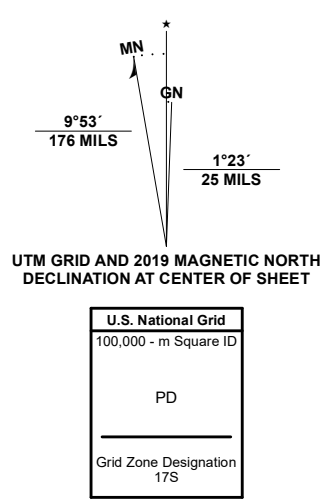 MN
GN
9°53´
176 MILS
1°23´
25 MILS
UTM GRID AND 2019 MAGNETIC NORTH
DECLINATION AT CENTER OF SHEET
U.S. National Grid
100,000 - m Square ID
PD
Grid Zone Designation
17S